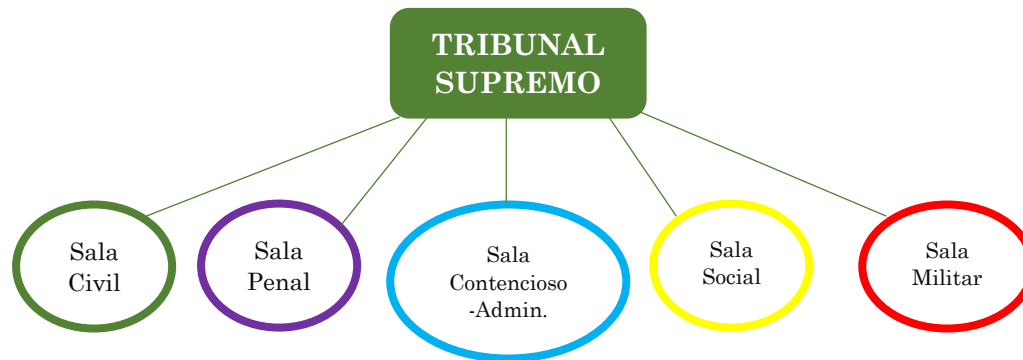 TRIBUNAL
SUPREMO
Sala
Civil
Sala
Penal
Sala
Contencioso
-Admin.
Sala
Social
Sala
Militar